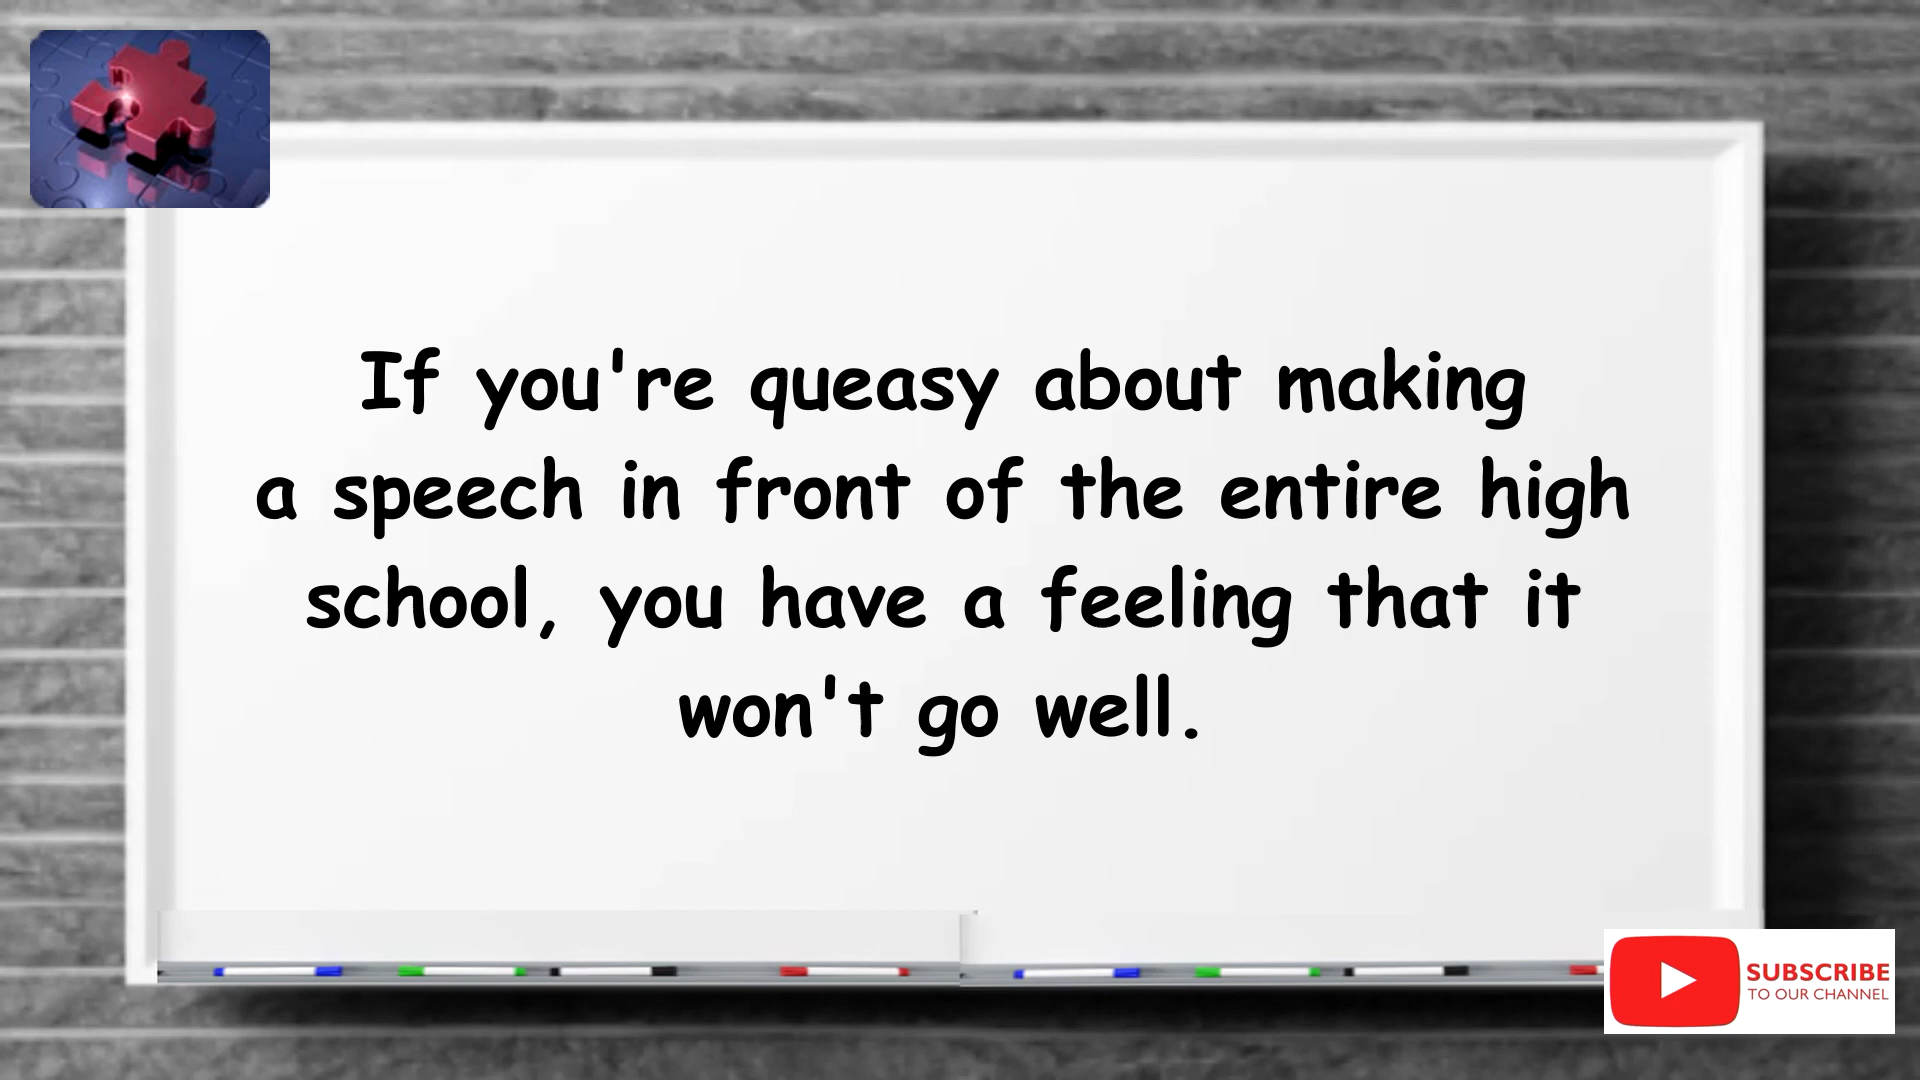 If you're queasy about making
a speech in front of the entire high
school, you have a feeling that it
won't go well.
SUBSCRIBE
TO OUR CHANNEL